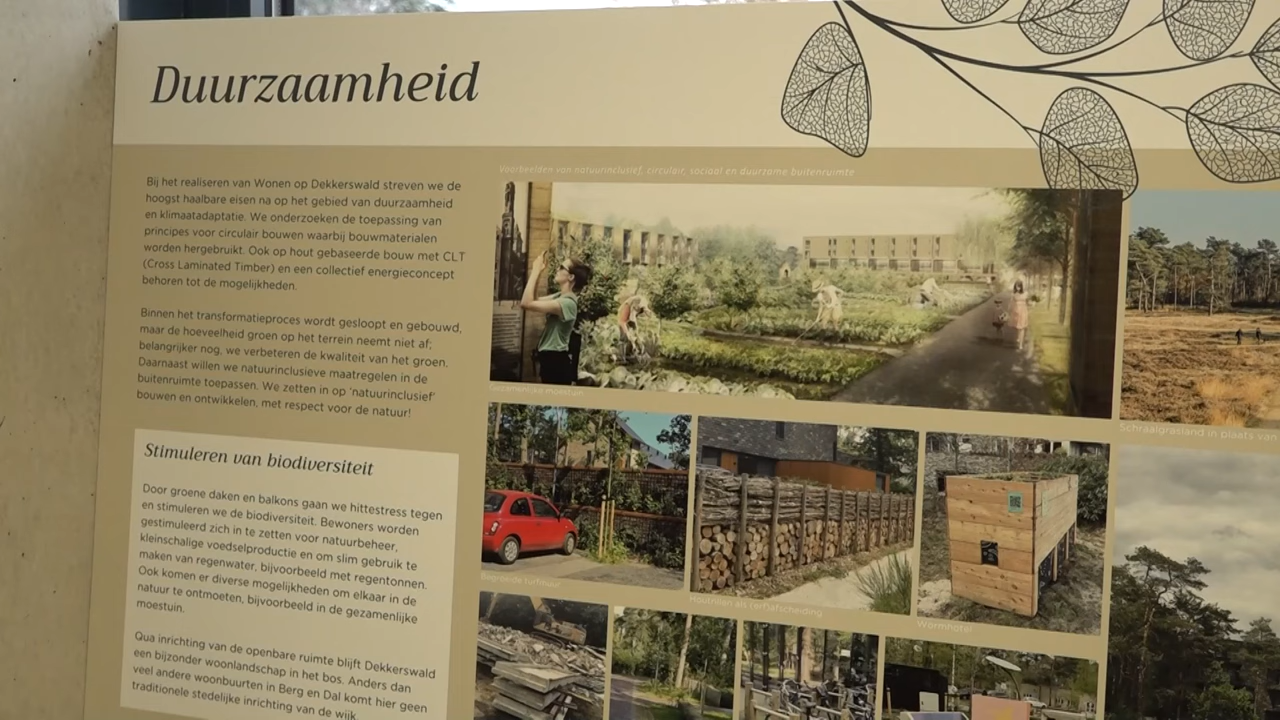 Duurzaamheid
Bij het realiseren van Wonen op Dekkerswald streven we de
hoogst haalbare eisen na op het gebied van duurzaamheid
en klimaatadaptatie. We onderzoeken de toepassing van
principes voor circulair bouwen waarbij bouwmaterialen
worden hergebruikt. Ook op hout gebaseerde bouw met CLT
(Cross Laminated Timber) en een collectief energieconcept
behoren tot de mogelijkheden.
Binnen het transformatieproces wordt gesloopt en gebouwd,
maar de hoeveelheid groen op het terrein neemt niet af;
belangrijker nog, we verbeteren de kwaliteit van het groen.
Daarnaast willen we natuurinclusieve maatregelen in de
buitenruimte toepassen. We zetten in op 'natuurinclusief'
bouwen en ontwikkelen, met respect voor de natuur!
Stimuleren van biodiversiteit
Door groene daken en balkons gaan we hittestress tegen
en stimuleren we de biodiversiteit. Bewoners worden
gestimuleerd zich in te zetten voor natuurbeheer,
kleinschalige voedselproductie en om slim gebruik te
maken van regenwater, bijvoorbeeld met regentonnen.
Ook komen er diverse mogelijkheden om elkaar in de
natuur te ontmoeten, bijvoorbeeld in de gezamenlijke
moestuin.
Qua inrichting van de openbare ruimte blijft Dekkerswald
een bijzonder woonlandschap in het bos. Anders dan
veel andere woonbuurten in Berg en Dal komt hier geen
traditionele stedelijke inrichting van de wijk
Voorbeelden van natuurinclusief, circulair, sociaal en duurzame buitenruimte
Schraalgrasland in plaats van
Houtrillen als (erf)afscheiding
Wormhotel